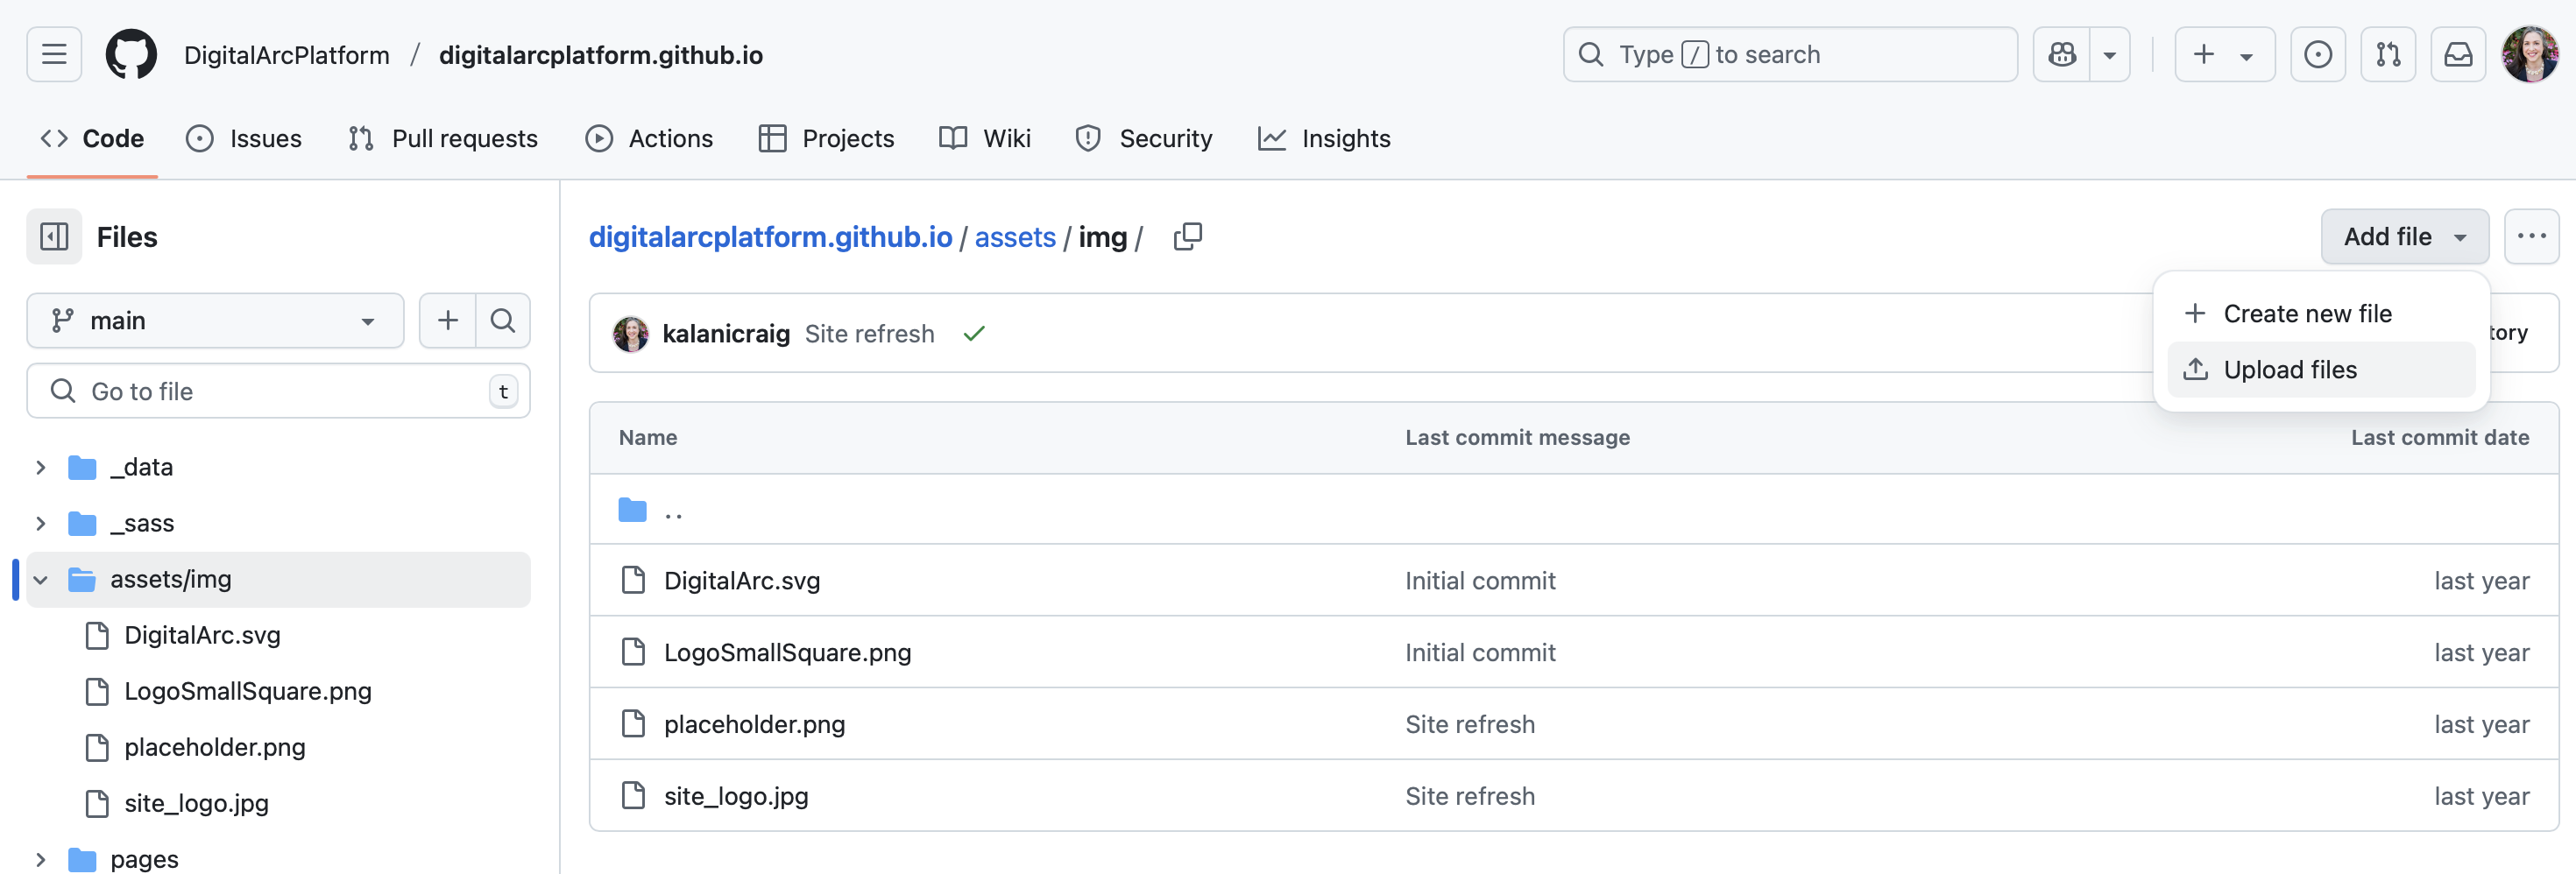 DigitalArcPlatform / digitalarcplatform.github.io
Type / to search
Code Issues Pull requests Actions Projects Wiki Security Insights
Files
main
Go to file t
_data
_sass
assets/img
DigitalArc.svg
LogoSmallSquare.png
placeholder.png
site_logo.jpg
pages
digitalarcplatform.github.io / assets / img /
Add file
Create new file
Upload files
kalanicraig Site refresh
tory
Name Last commit message Last commit date
..
DigitalArc.svg Initial commit last year
LogoSmallSquare.png Initial commit last year
placeholder.png Site refresh last year
site_logo.jpg Site refresh last year